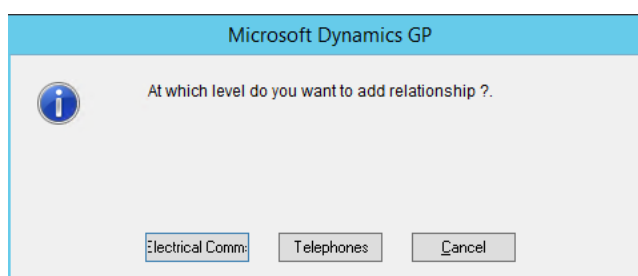 Microsoft Dynamics GP
At which level do you want to add relationship ?.
Electrical Comm:
Telephones
Cancel